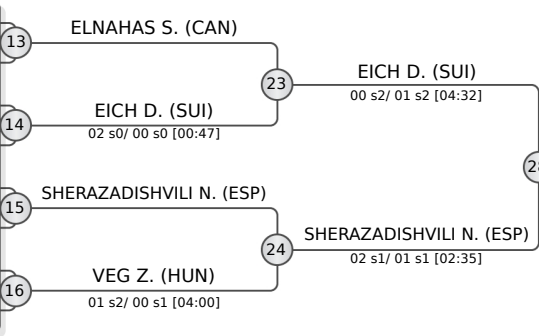 ELNAHAS S. (CAN)
13
23
EICH D. (SUI)
00 s2/ 01 s2 [04:32]
EICH D. (SUI)
14
02 s0/ 00 s0 [00:47]
SHERAZADISHVILI N. (ESP)
15
24
SHERAZADISHVILI N. (ESP)
02 s1/ 01 s1 [02:35]
VEG Z. (HUN)
16
01 s2/ 00 s1 [04:00]